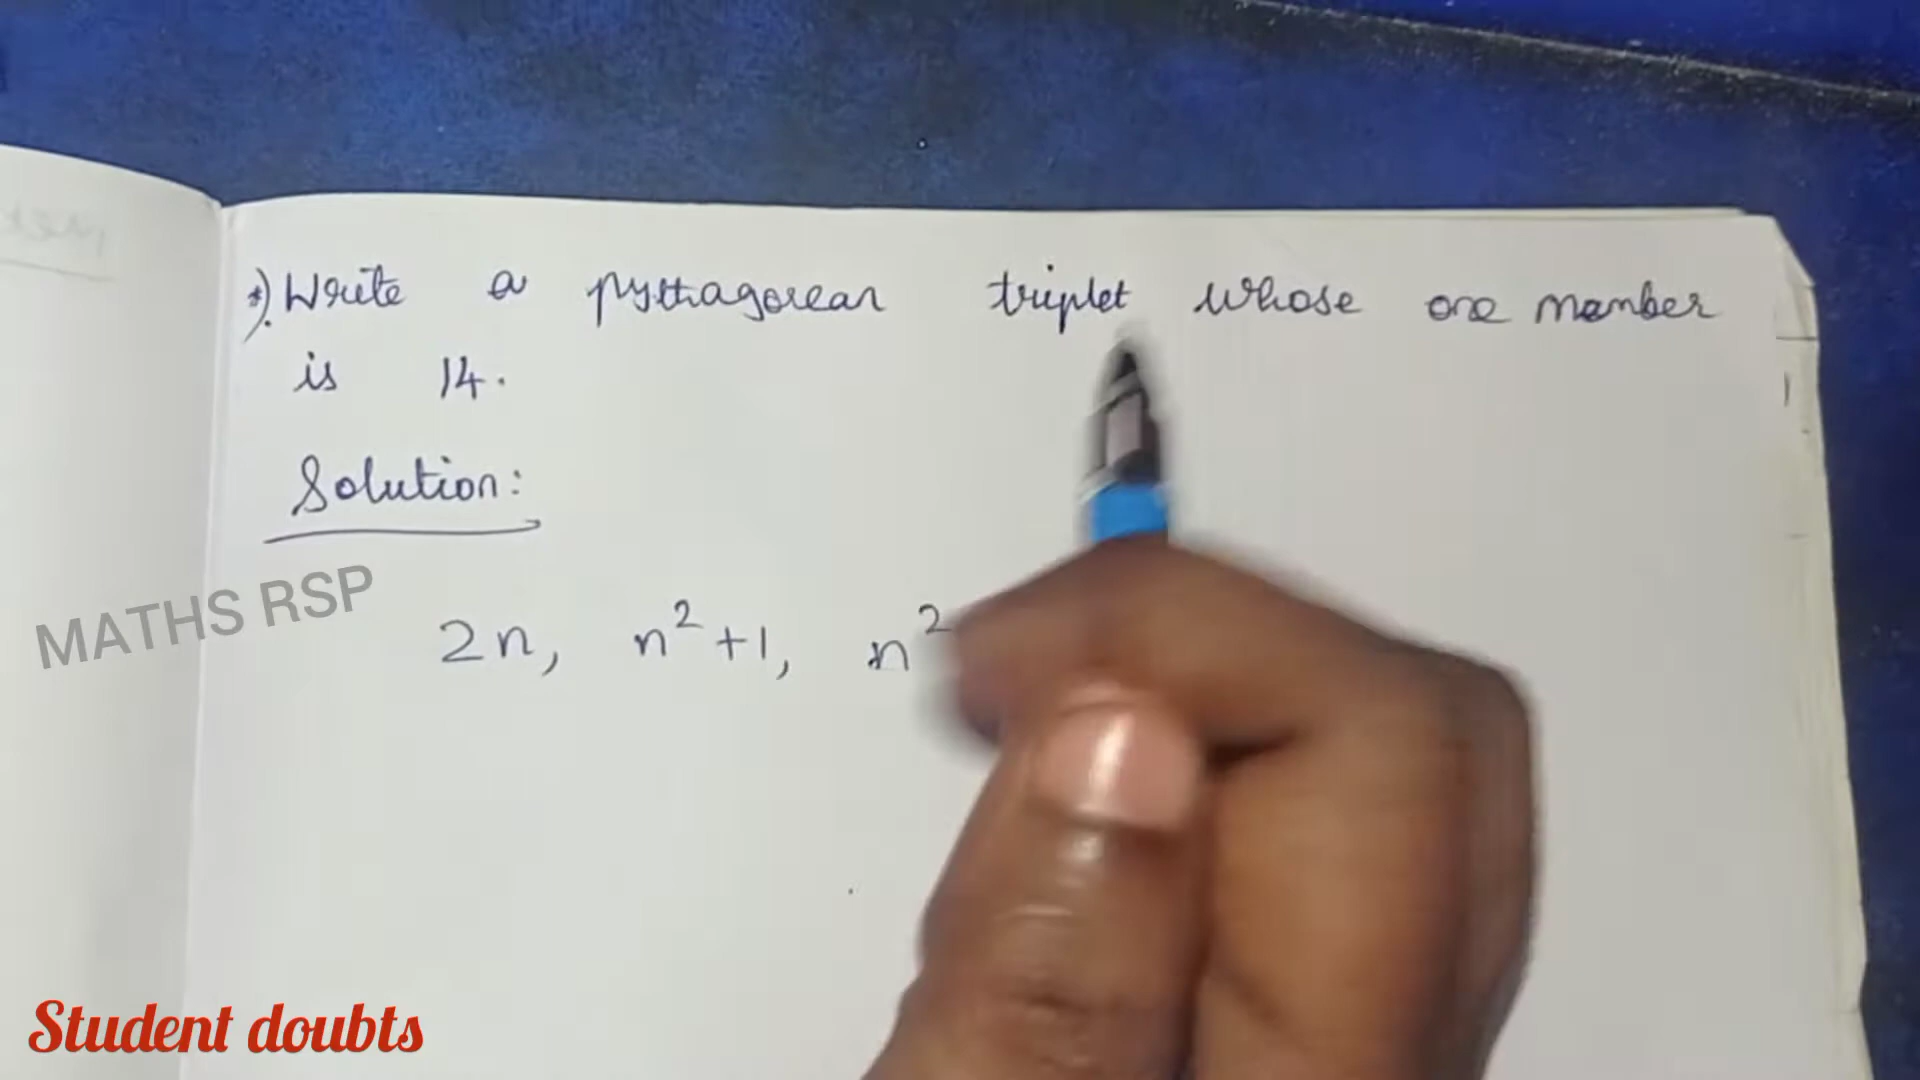 *). Write a pythagorean triplet whose one member
is 14.
Solution:
MATHS RSP
2n, n²+1, n²
Student doubts